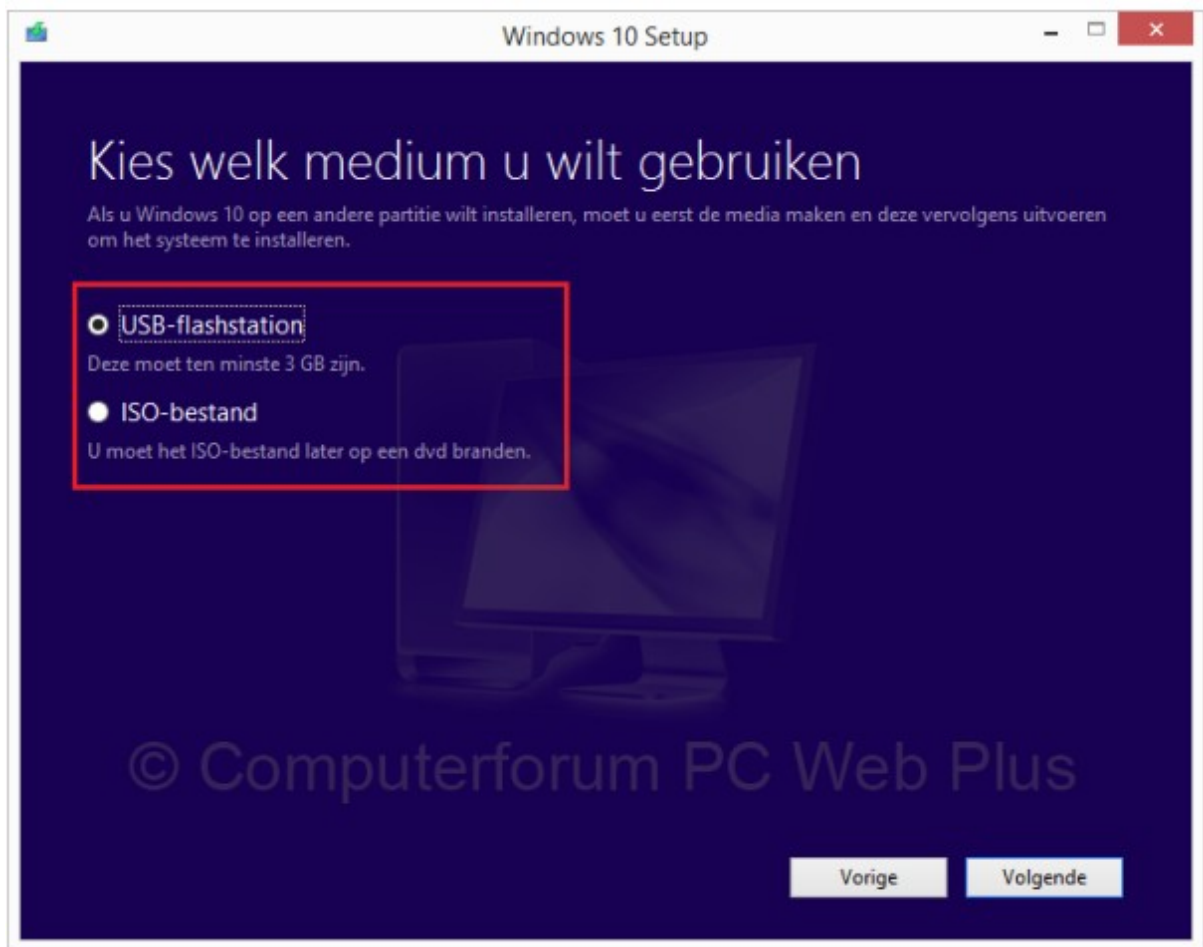 Windows 10 Setup
Kies welk medium u wilt gebruiken
Als u Windows 10 op een andere partitie wilt installeren, moet u eerst de media maken en deze vervolgens uitvoeren
om het systeem te installeren.
USB-flashstation
Deze moet ten minste 3 GB zijn.
ISO-bestand
U moet het ISO-bestand later op een dvd branden.
© Computerforum PC Web Plus
Vorige Volgende